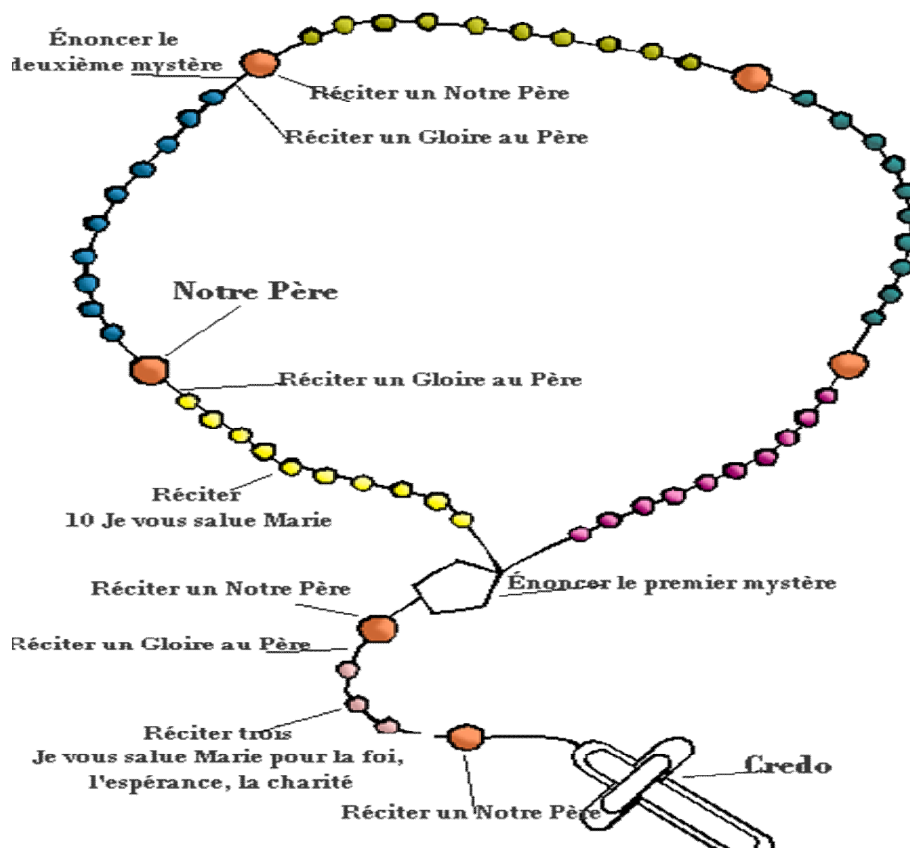 Énoncer le
deuxième mystère
Réciter un Notre Père
Réciter un Gloire au Père
Notre Père
Réciter un Gloire au Père
Réciter
10 Je vous salue Marie
Réciter un Notre Père
Énoncer le premier mystère
Réciter un Gloire au Père
Réciter trois
Je vous salue Marie pour la foi,
l'espérance, la charité
Credo
Réciter un Notre Père